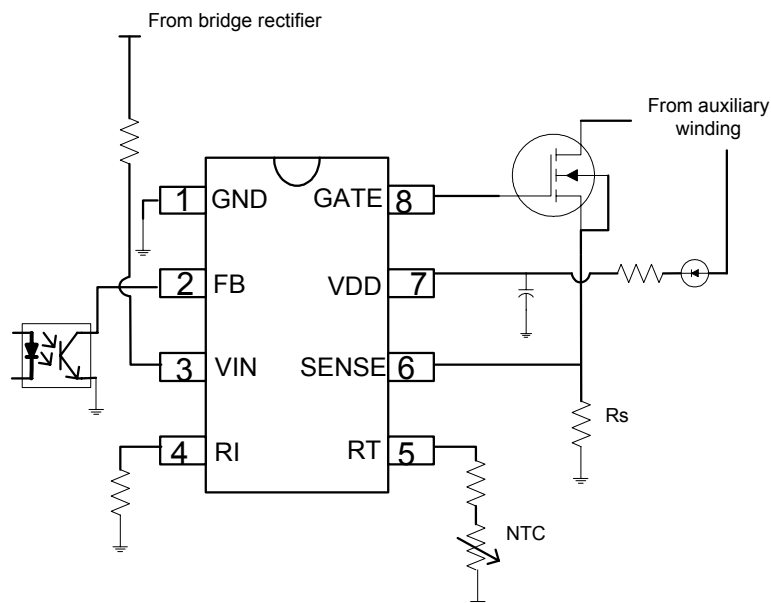 From bridge rectifier
From auxiliary
winding
1 GND GATE 8
2 FB VDD 7
3 VIN SENSE 6
Rs
4 RI RT 5
NTC